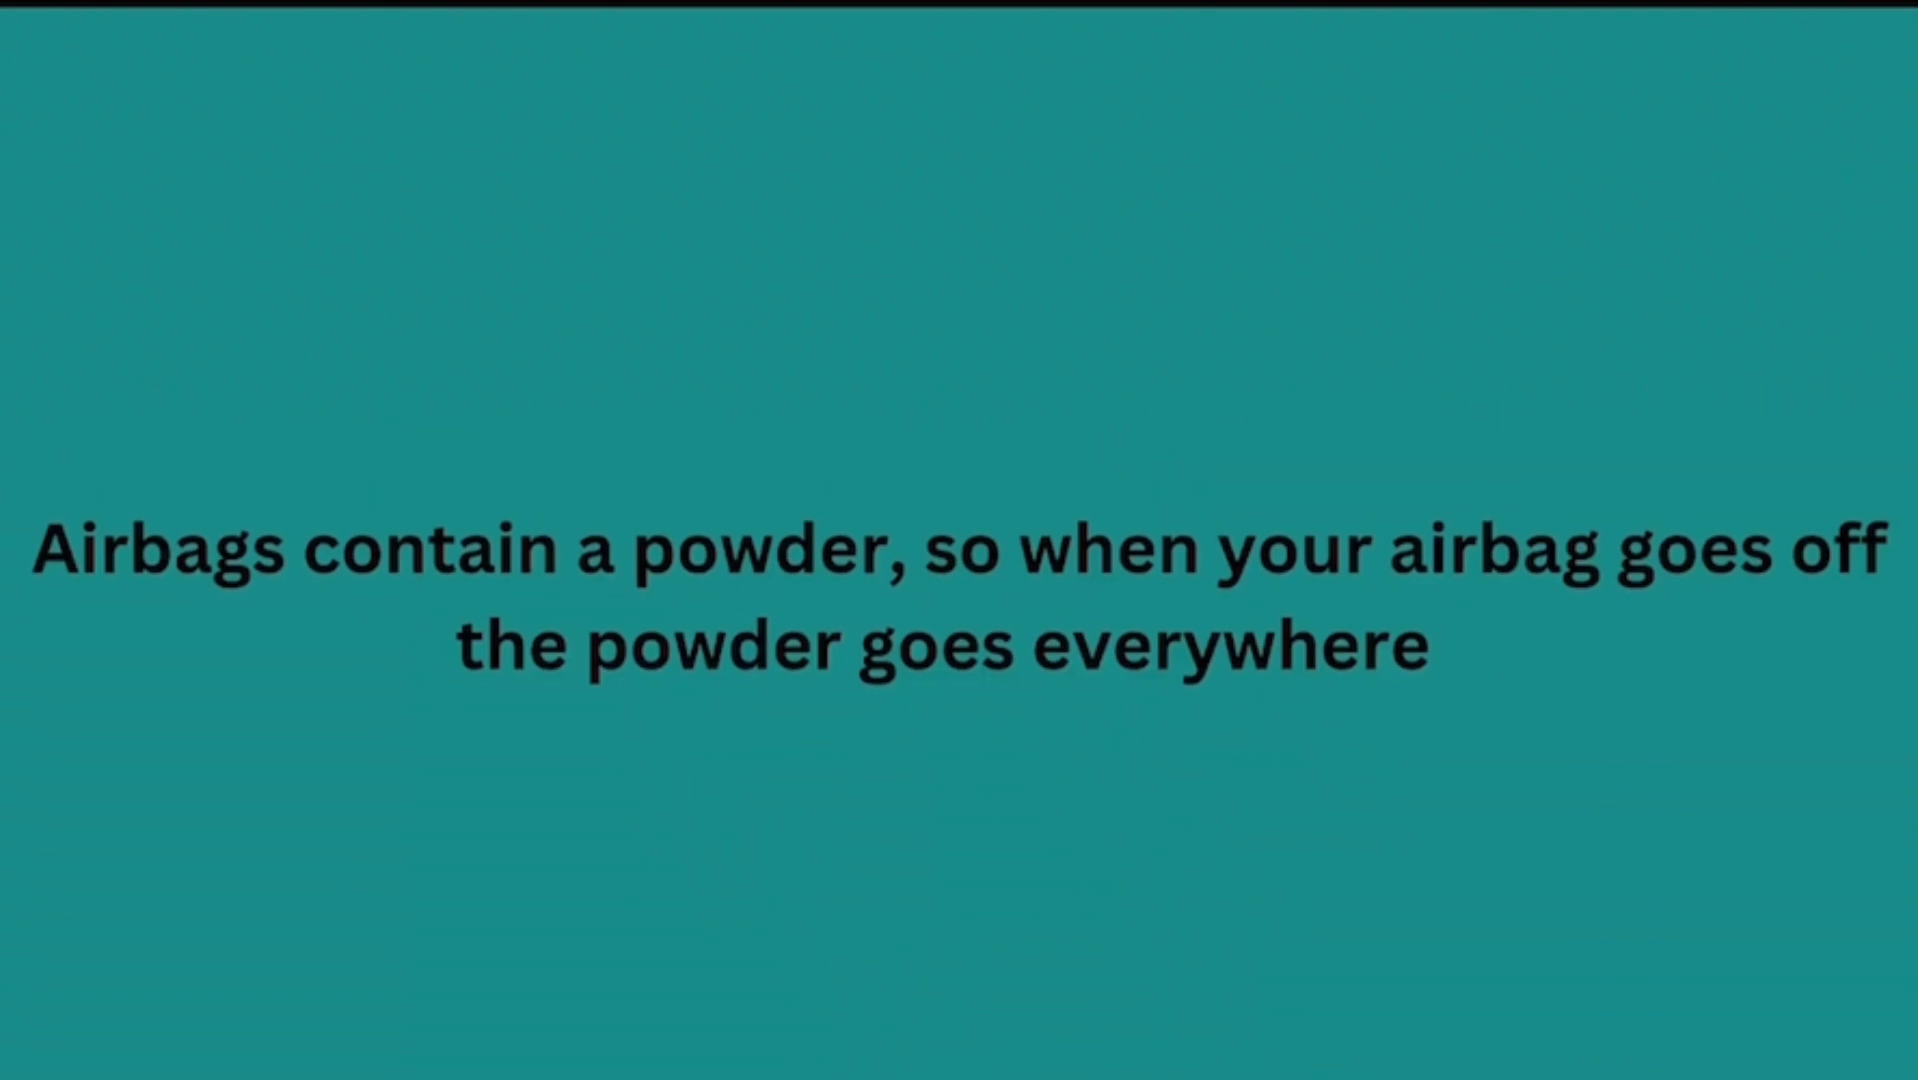 Airbags contain a powder, so when your airbag goes off
the powder goes everywhere